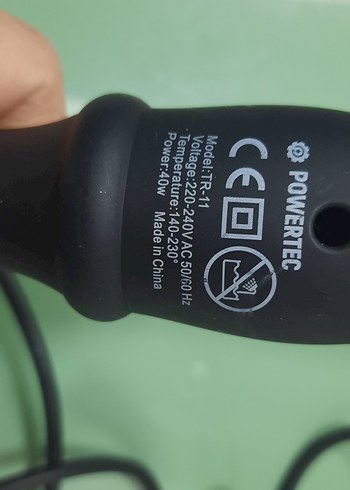 POWERTEC
CE
Model:TR-11
Voltage:220-240V AC 50/60 Hz
Temperature:140-230°
Power:40w Made in China